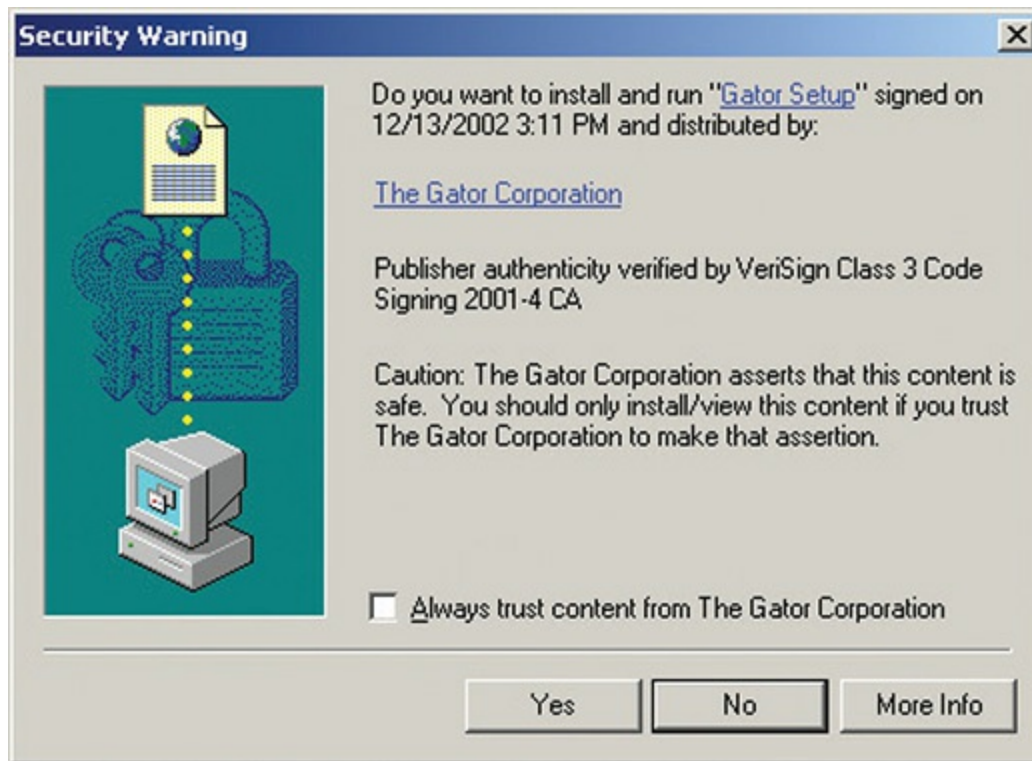 Security Warning
Do you want to install and run "Gator Setup" signed on
12/13/2002 3:11 PM and distributed by:
The Gator Corporation
Publisher authenticity verified by VeriSign Class 3 Code
Signing 2001-4 CA
Caution: The Gator Corporation asserts that this content is
safe. You should only install/view this content if you trust
The Gator Corporation to make that assertion.
Always trust content from The Gator Corporation
Yes
No
More Info